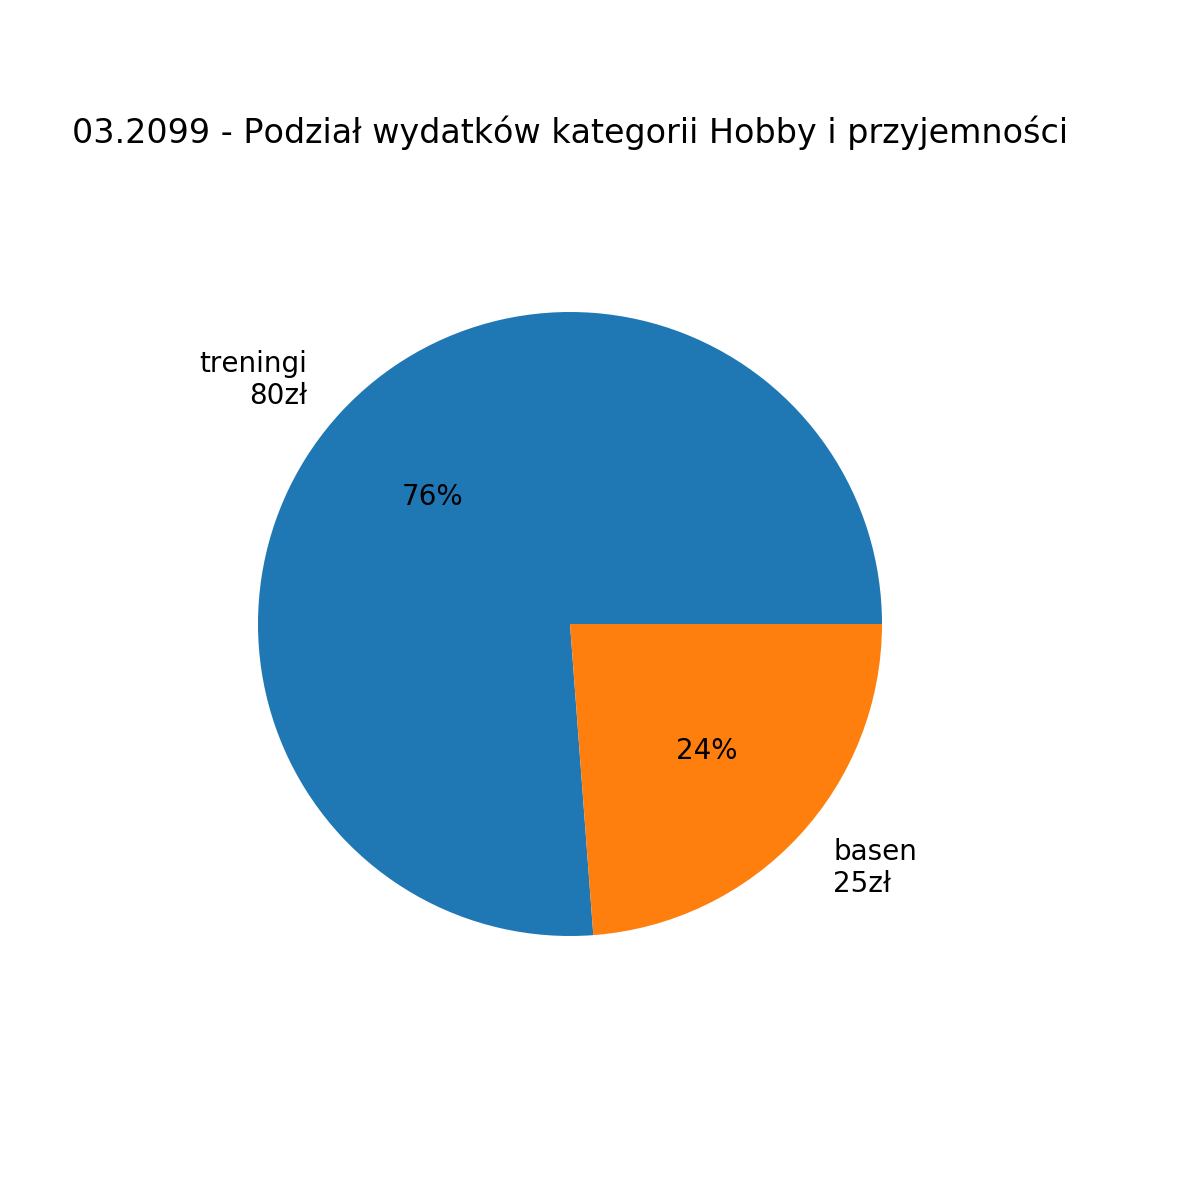 03.2099 - Podział wydatków kategorii Hobby i przyjemności
treningi
80zł
76%
24%
basen
25zł